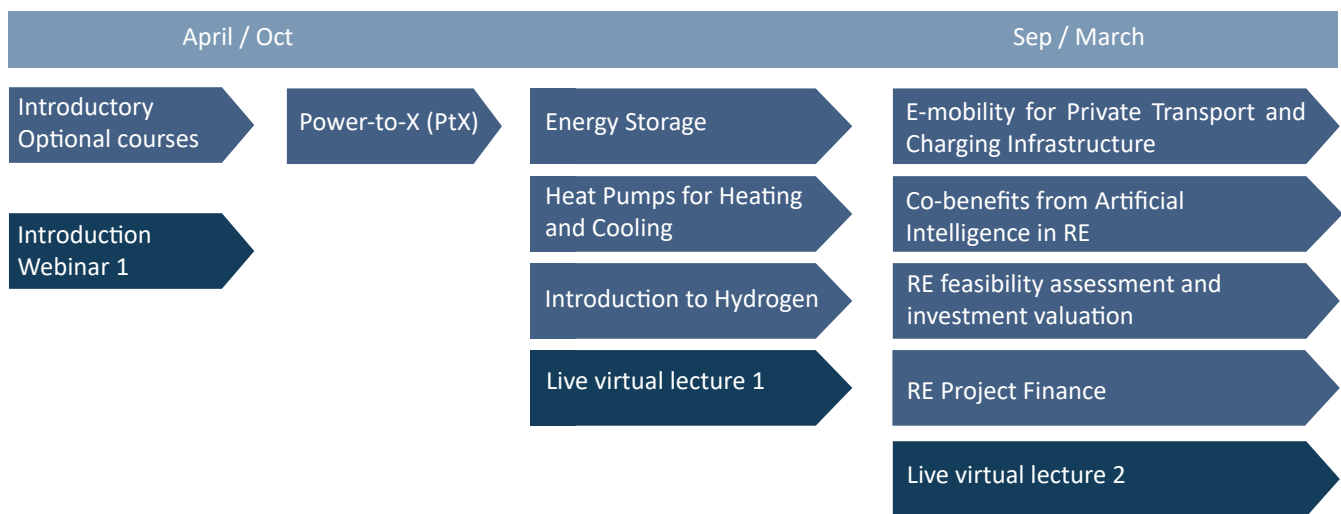 April / Oct
Sep / March
Introductory
Optional courses
Introduction
Webinar 1
Power-to-X (PtX)
Energy Storage
Heat Pumps for Heating
and Cooling
Introduction to Hydrogen
Live virtual lecture 1
E-mobility for Private Transport and
Charging Infrastructure
Co-benefits from Artificial
Intelligence in RE
RE feasibility assessment and
investment valuation
RE Project Finance
Live virtual lecture 2